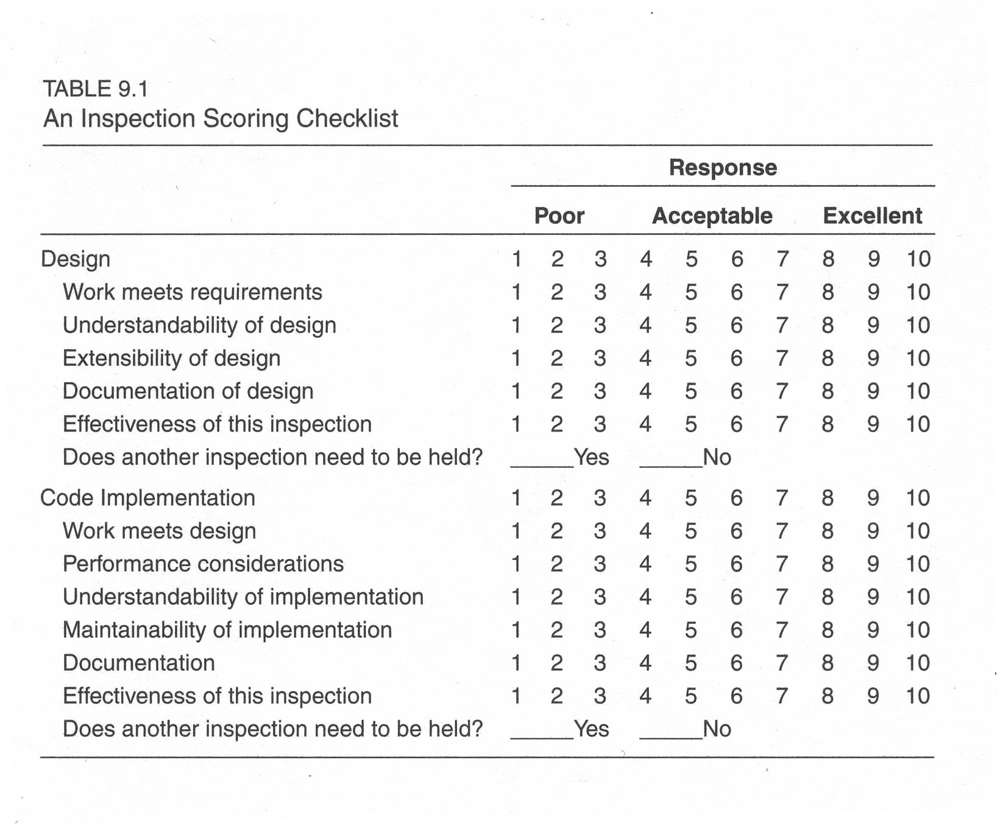 TABLE 9.1
An Inspection Scoring Checklist
Response
Poor Acceptable Excellent
Design 1 2 3 4 5 6 7 8 9 10
Work meets requirements 1 2 3 4 5 6 7 8 9 10
Understandability of design 1 2 3 4 5 6 7 8 9 10
Extensibility of design 1 2 3 4 5 6 7 8 9 10
Documentation of design 1 2 3 4 5 6 7 8 9 10
Effectiveness of this inspection 1 2 3 4 5 6 7 8 9 10
Does another inspection need to be held? _____Yes _____No
Code Implementation 1 2 3 4 5 6 7 8 9 10
Work meets design 1 2 3 4 5 6 7 8 9 10
Performance considerations 1 2 3 4 5 6 7 8 9 10
Understandability of implementation 1 2 3 4 5 6 7 8 9 10
Maintainability of implementation 1 2 3 4 5 6 7 8 9 10
Documentation 1 2 3 4 5 6 7 8 9 10
Effectiveness of this inspection 1 2 3 4 5 6 7 8 9 10
Does another inspection need to be held? _____Yes _____No